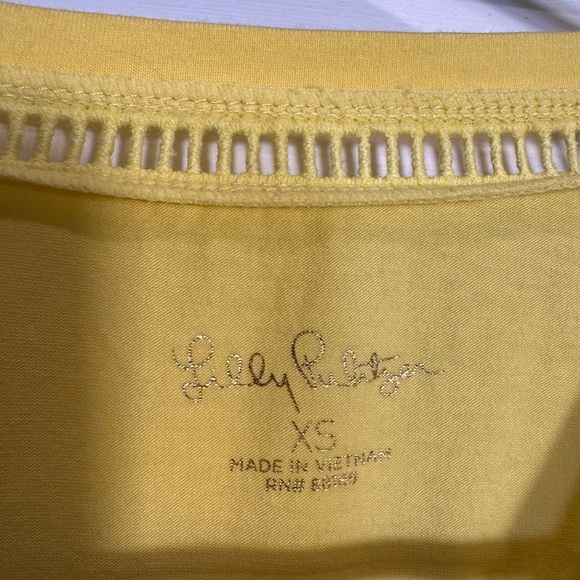 Lilly Pulitzer
XS
MADE IN VIETNAM
RN#